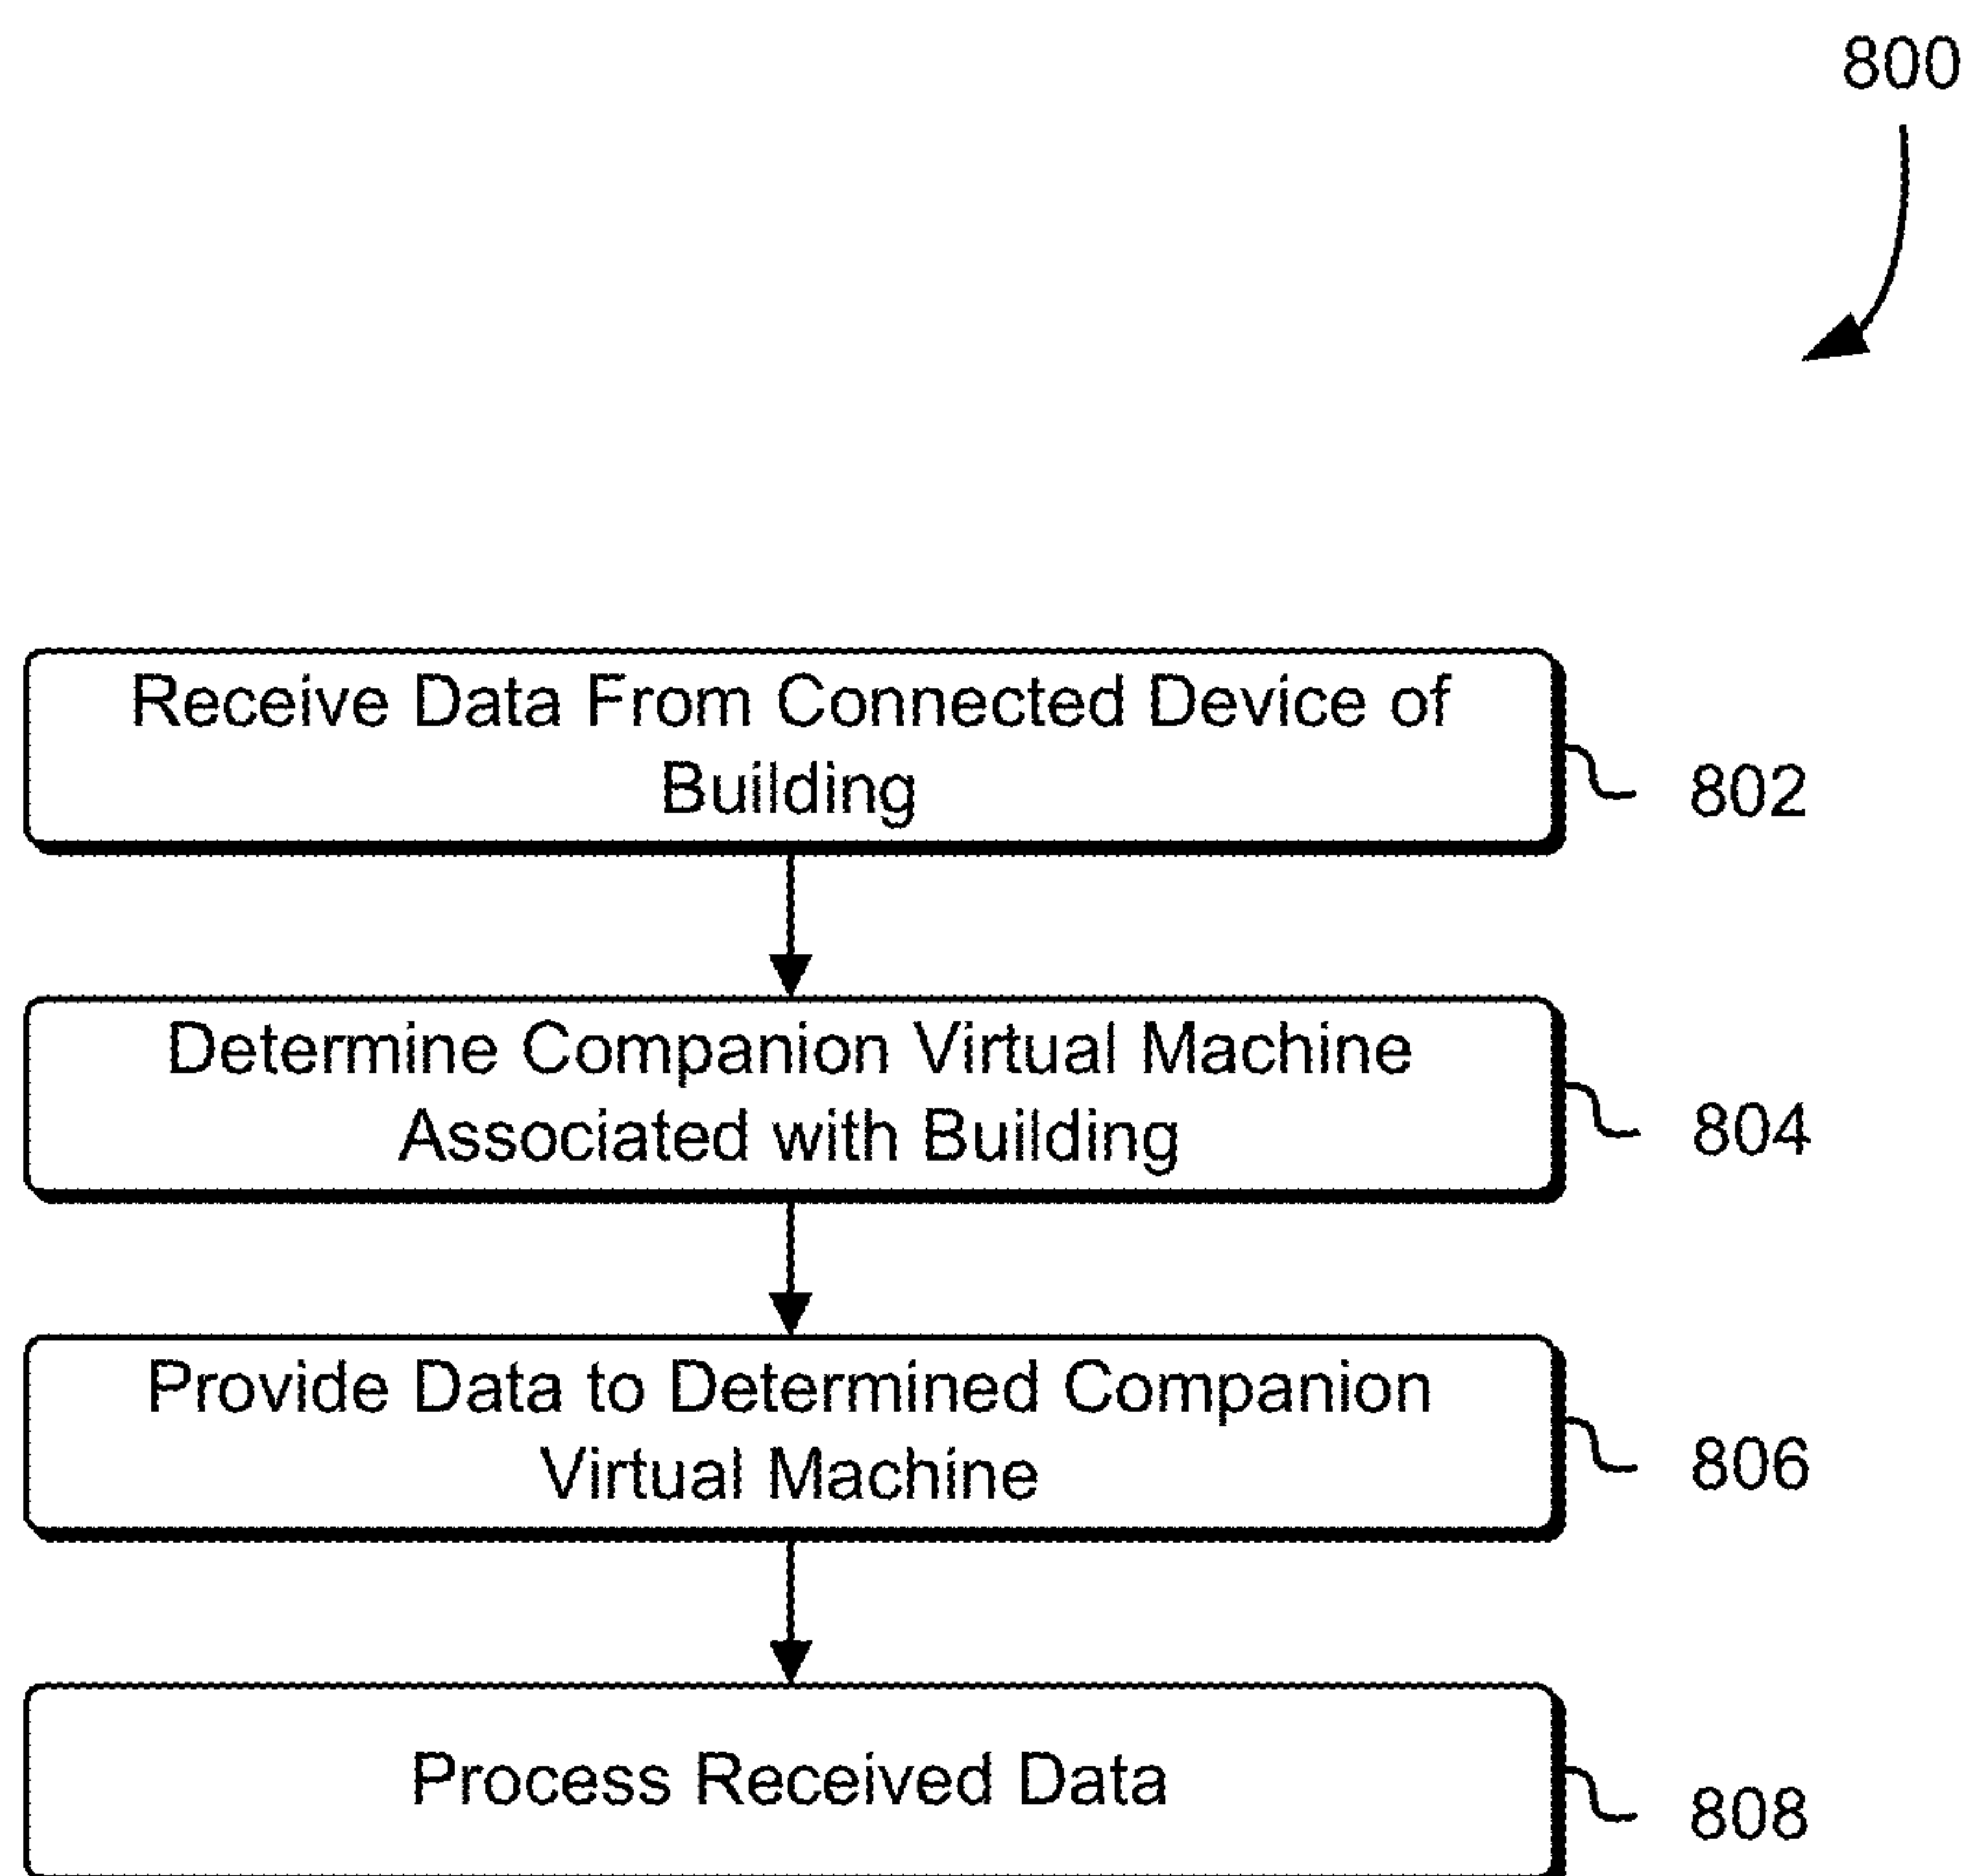 800
Receive Data From Connected Device of
Building
802
Determine Companion Virtual Machine
Associated with Building
804
Provide Data to Determined Companion
Virtual Machine
806
Process Received Data
808